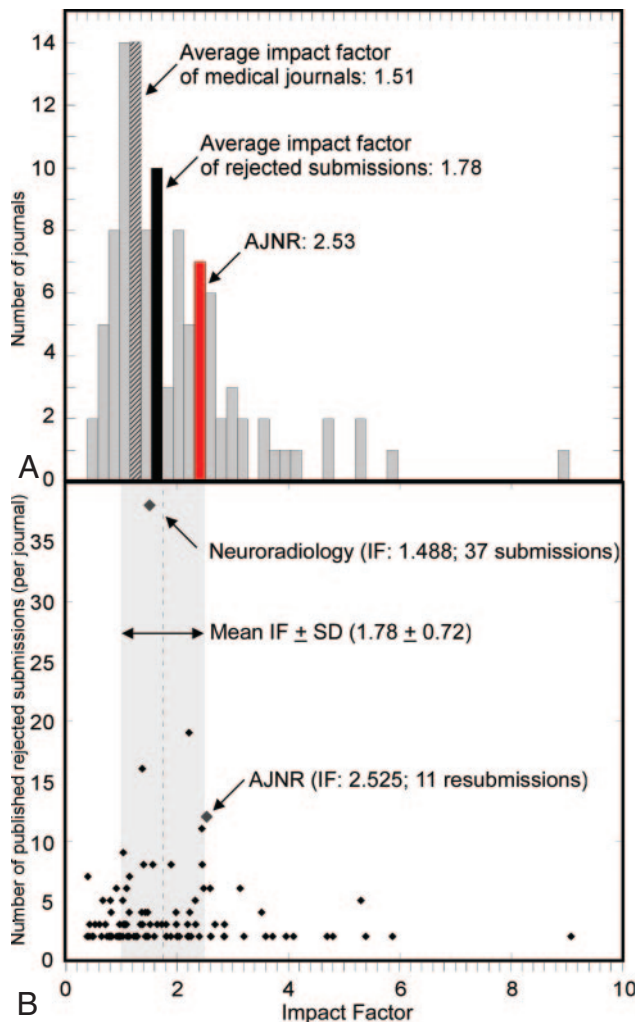 14
12
10
8
6
4
2
0
Number of journals
Average impact factor
of medical journals: 1.51
Average impact factor
of rejected submissions: 1.78
AJNR: 2.53
A
35
30
25
20
15
10
5
0
Number of published rejected submissions (per journal)
Neuroradiology (IF: 1.488; 37 submissions)
Mean IF ± SD (1.78 ± 0.72)
AJNR (IF: 2.525; 11 resubmissions)
B
0 2 4 6 8 10
Impact Factor